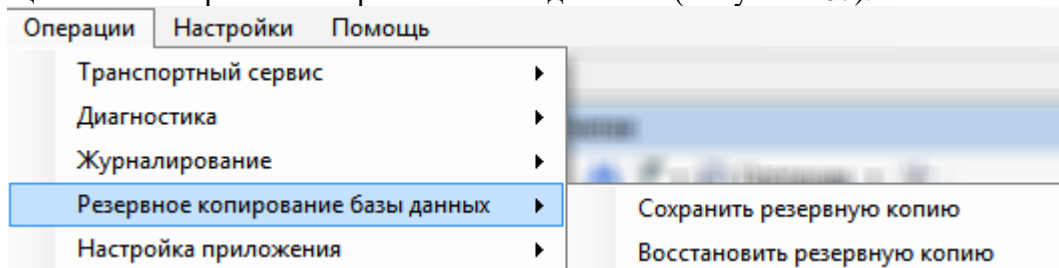 Операции Настройки Помощь
Транспортный сервис
Диагностика
Журналирование
Резервное копирование базы данных
Сохранить резервную копию
Настройка приложения
Восстановить резервную копию